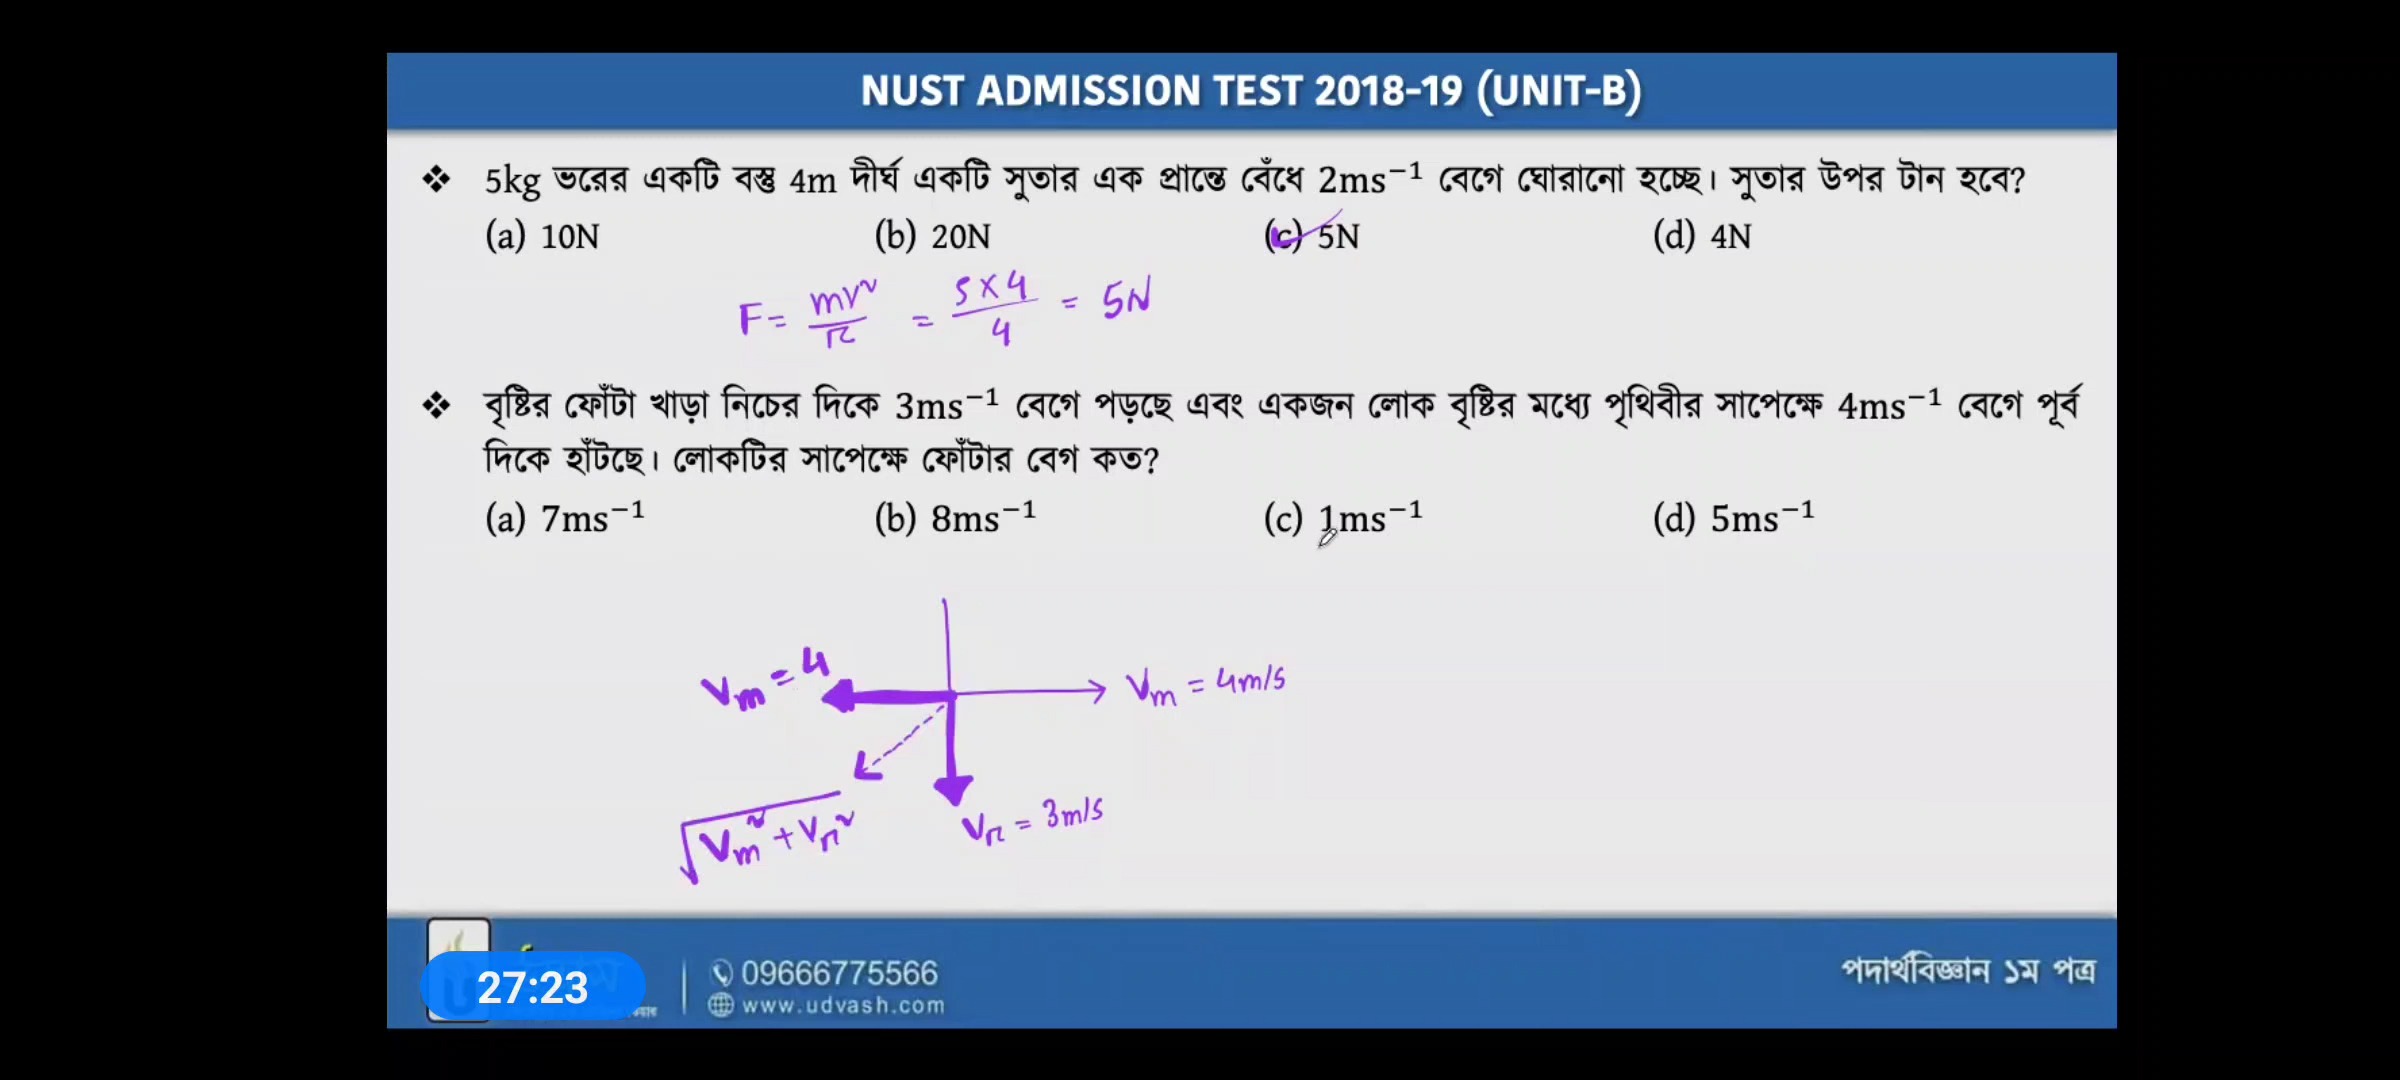 NUST ADMISSION TEST 2018-19 (UNIT-B)
❖ 5kg ভরের একটি বস্তু 4m দীর্ঘ একটি সুতার এক প্রান্তে বেঁধে 2ms⁻¹ বেগে ঘোরানো হচ্ছে। সুতার উপর টান হবে?
(a) 10N (b) 20N (c) 5N (d) 4N
F = mv²/r = 5×4/4 = 5N
❖ বৃষ্টির ফোঁটা খাড়া নিচের দিকে 3ms⁻¹ বেগে পড়ছে এবং একজন লোক বৃষ্টির মধ্যে পৃথিবীর সাপেক্ষে 4ms⁻¹ বেগে পূর্ব
দিকে হাঁটছে। লোকটির সাপেক্ষে ফোঁটার বেগ কত?
(a) 7ms⁻¹ (b) 8ms⁻¹ (c) 1ms⁻¹ (d) 5ms⁻¹
Vm = 4
Vm = 4m/s
√Vm² + Vr²
Vr = 3m/s
27:23
09666775566
www.udvash.com
পদার্থবিজ্ঞান ১ম পত্র